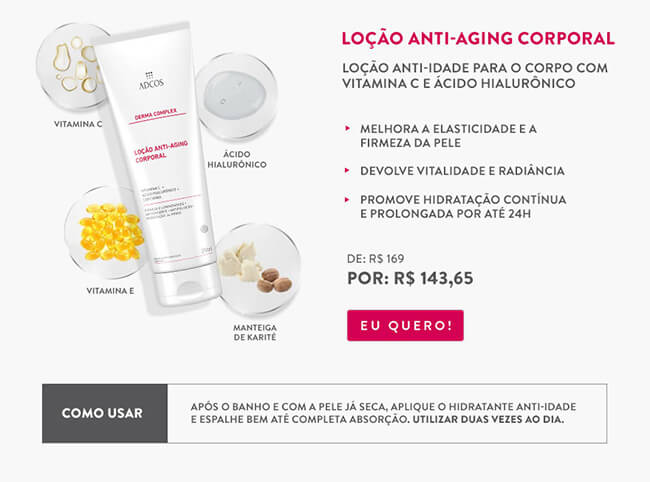 LOÇÃO ANTI-AGING CORPORAL
LOÇÃO ANTI-IDADE PARA O CORPO COM
VITAMINA C E ÁCIDO HIALURÔNICO
MELHORA A ELASTICIDADE E A
FIRMEZA DA PELE
DEVOLVE VITALIDADE E RADIÂNCIA
PROMOVE HIDRATAÇÃO CONTÍNUA
E PROLONGADA POR ATÉ 24H
DE: R$ 169
POR: R$ 143,65
EU QUERO!
VITAMINA C
ADCOS
DERMA COMPLEX
LOÇÃO ANTI-AGING
CORPORAL
VITAMINA C +
ÁCIDO
HIALURÔNICO
VITAMINA E
MANTEIGA
DE KARITÉ
COMO USAR
APÓS O BANHO E COM A PELE JÁ SECA, APLIQUE O HIDRATANTE ANTI-IDADE
E ESPALHE BEM ATÉ COMPLETA ABSORÇÃO. UTILIZAR DUAS VEZES AO DIA.